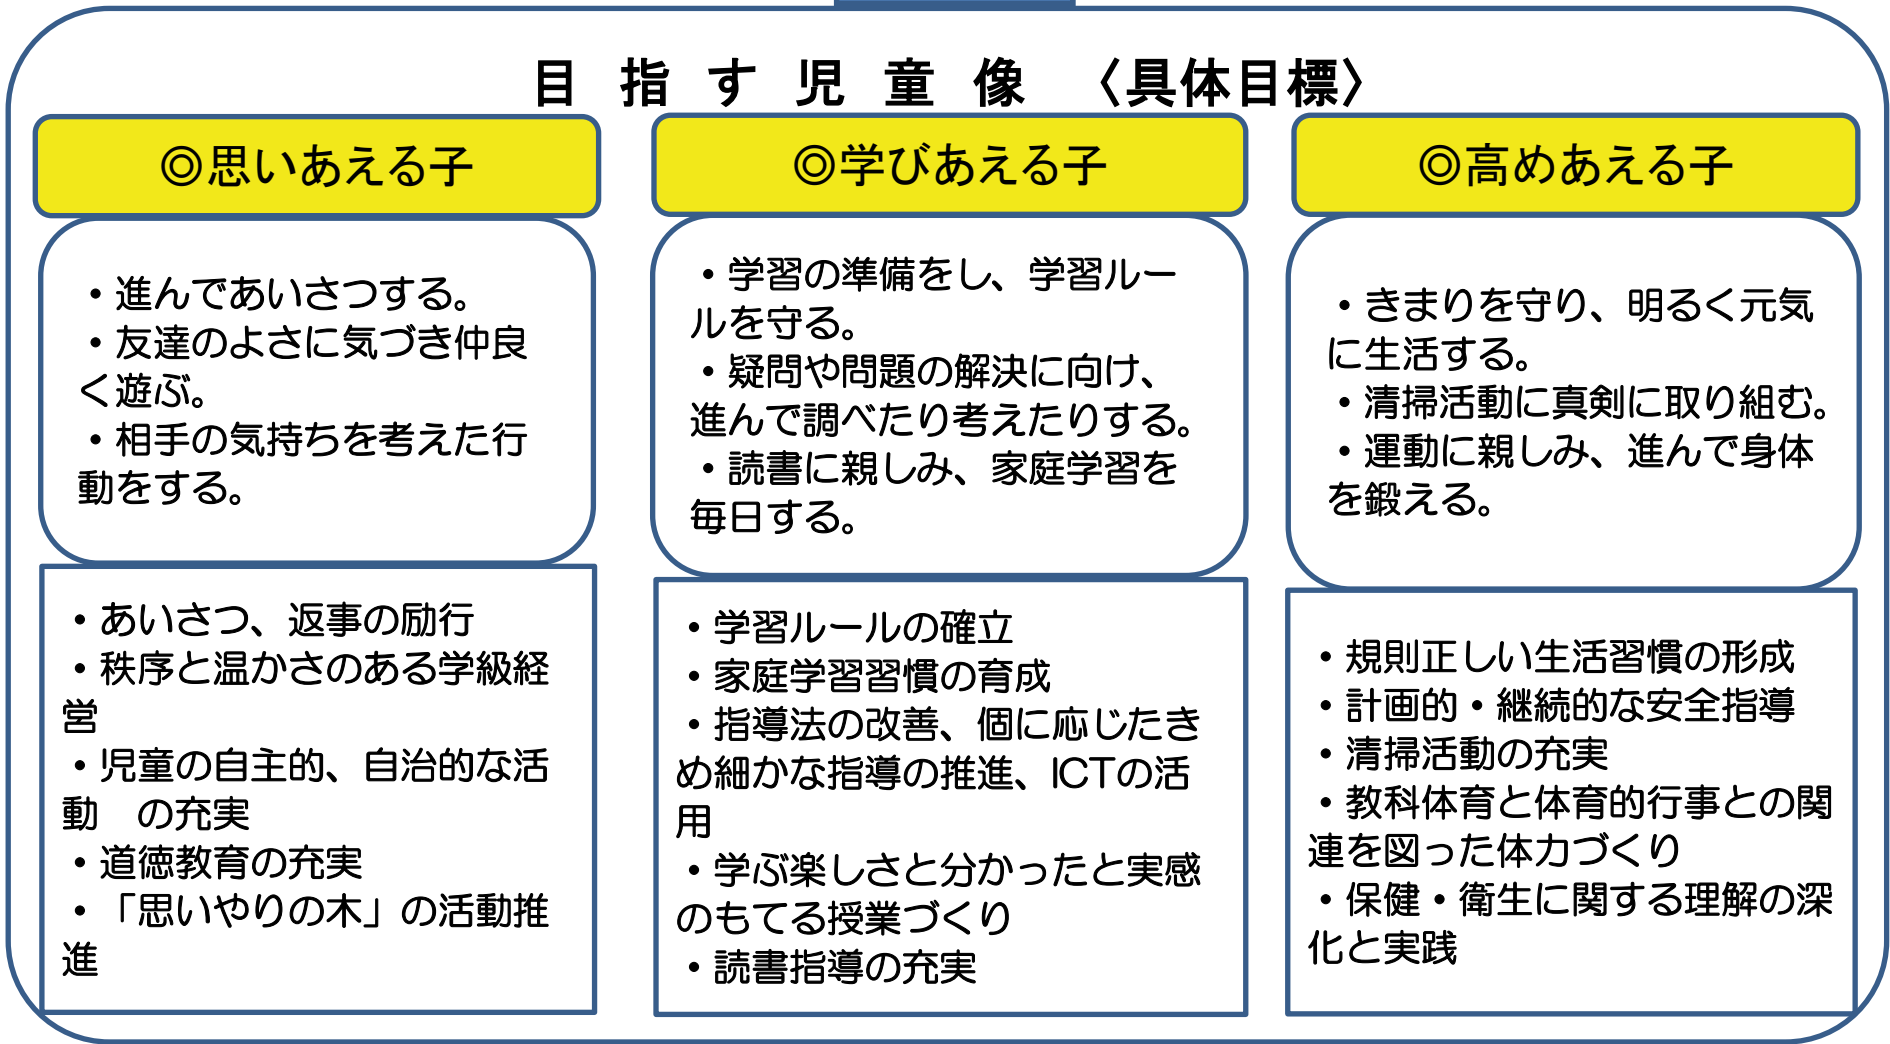 目　指　す　児　童　像　〈具体目標〉
◎思いあえる子
・進んであいさつする。
・友達のよさに気づき仲良
く遊ぶ。
・相手の気持ちを考えた行
動をする。
・あいさつ、返事の励行
・秩序と温かさのある学級経
営
・児童の自主的、自治的な活
動　の充実
・道徳教育の充実
・「思いやりの木」の活動推
進
◎学びあえる子
・学習の準備をし、学習ルー
ルを守る。
・疑問や問題の解決に向け、
進んで調べたり考えたりする。
・読書に親しみ、家庭学習を
毎日する。
・学習ルールの確立
・家庭学習習慣の育成
・指導法の改善、個に応じたき
め細かな指導の推進、ICTの活
用
・学ぶ楽しさと分かったと実感
のもてる授業づくり
・読書指導の充実
◎高めあえる子
・きまりを守り、明るく元気
に生活する。
・清掃活動に真剣に取り組む。
・運動に親しみ、進んで身体
を鍛える。
・規則正しい生活習慣の形成
・計画的・継続的な安全指導
・清掃活動の充実
・教科体育と体育的行事との関
連を図った体力づくり
・保健・衛生に関する理解の深
化と実践